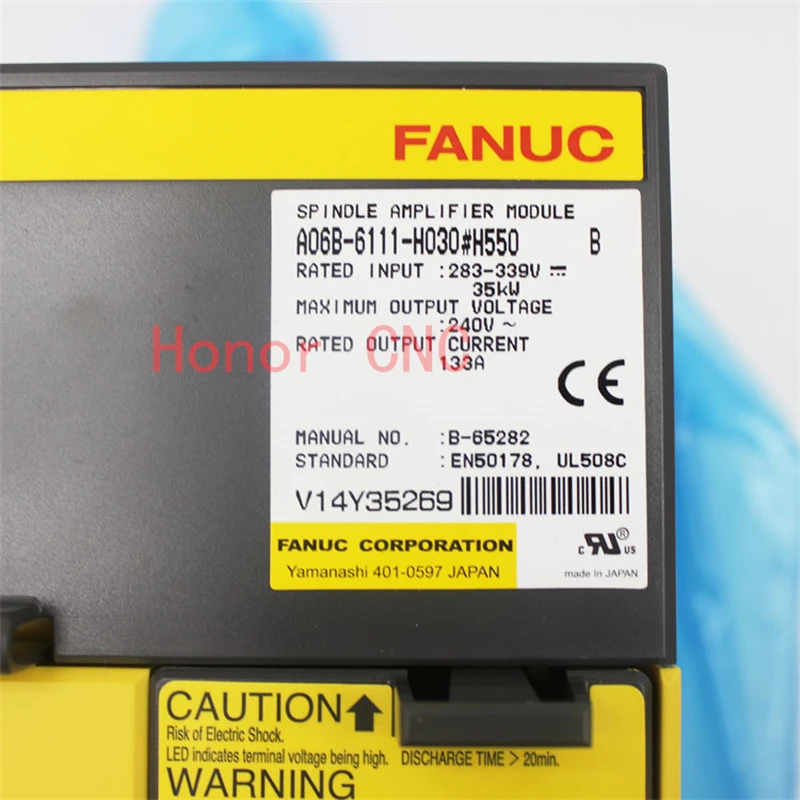 FANUC
SPINDLE AMPLIFIER MODULE
A06B-6111-H030#H550 B
RATED INPUT :283-339V ⎓
35kW
MAXIMUM OUTPUT VOLTAGE
:240V ~
RATED OUTPUT CURRENT
133A
Honor CNC
CE
MANUAL NO. :B-65282
STANDARD :EN50178, UL508C
V14Y35269
FANUC CORPORATION
Yamanashi 401-0597 JAPAN
c RU ® US
made in JAPAN
CAUTION
Risk of Electric Shock.
LED indicates terminal voltage being high. DISCHARGE TIME > 20min.
WARNING